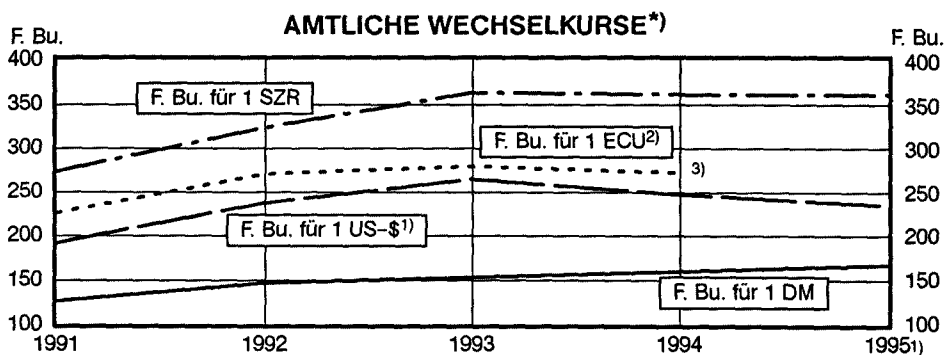 AMTLICHE WECHSELKURSE*)
F. Bu. F. Bu.
400 400
F. Bu. für 1 SZR
350 350
F. Bu. für 1 ECU2)
300 300
3)
250 250
F. Bu. für 1 US-$1)
200 200
150 150
F. Bu. für 1 DM
100 100
1991 1992 1993 1994 19951)